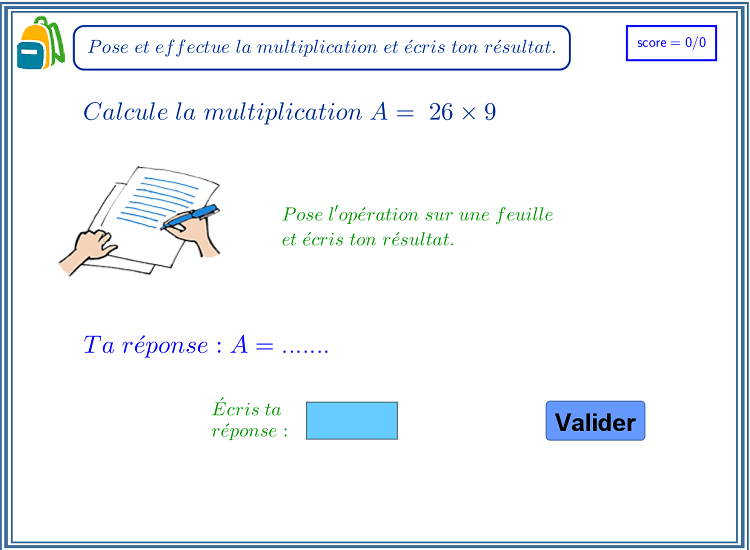 Pose et effectue la multiplication et écris ton résultat.
score = 0/0
Calcule la multiplication A = 26 × 9
Pose l'opération sur une feuille
et écris ton résultat.
Ta réponse : A = .......
Écris ta
réponse :
Valider